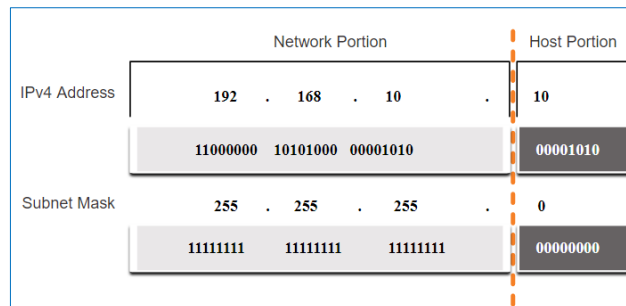 Network Portion Host Portion
IPv4 Address 192 . 168 . 10 . 10
11000000 10101000 00001010 00001010
Subnet Mask 255 . 255 . 255 . 0
11111111 11111111 11111111 00000000